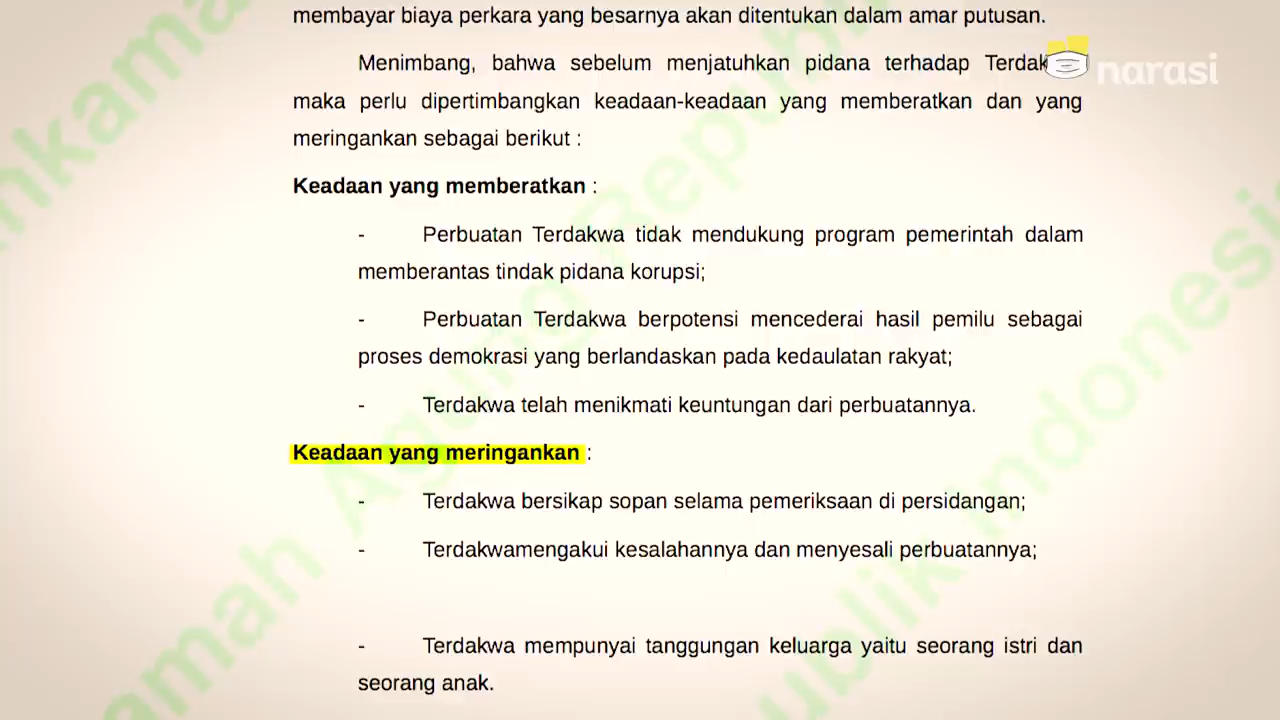 membayar biaya perkara yang besarnya akan ditentukan dalam amar putusan.
Menimbang, bahwa sebelum menjatuhkan pidana terhadap
narasi
maka perlu dipertimbangkan keadaan-keadaan yang memberatkan dan yang
meringankan sebagai berikut :
Keadaan yang memberatkan :
- Perbuatan Terdakwa tidak mendukung program pemerintah dalam
memberantas tindak pidana korupsi;
- Perbuatan Terdakwa berpotensi mencederai hasil pemilu sebagai
proses demokrasi yang berlandaskan pada kedaulatan rakyat;
- Terdakwa telah menikmati keuntungan dari perbuatannya.
Keadaan yang meringankan :
- Terdakwa bersikap sopan selama pemeriksaan di persidangan;
- Terdakwamengakui kesalahannya dan menyesali perbuatannya;
- Terdakwa mempunyai tanggungan keluarga yaitu seorang istri dan
seorang anak.